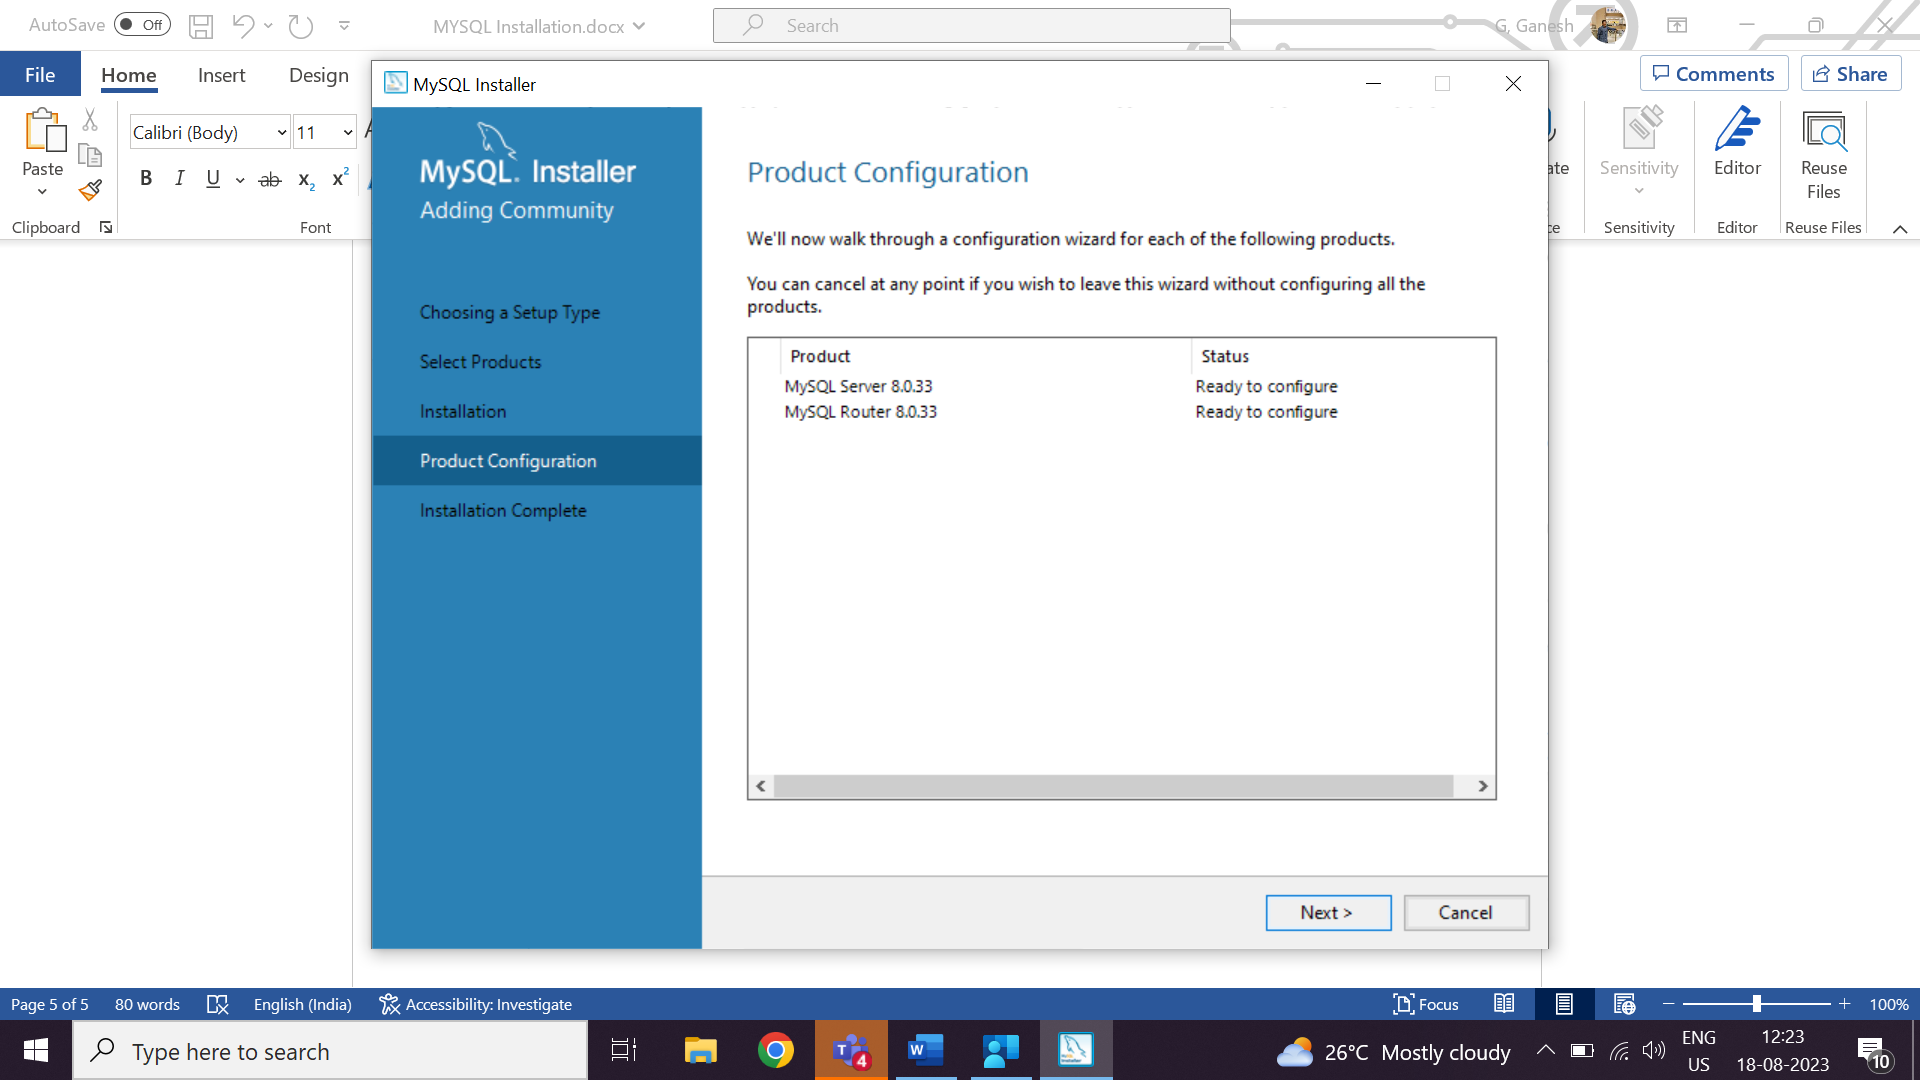 AutoSave Off
MYSQL Installation.docx
Search
G, Ganesh
File
Home
Insert
Design
Comments
Share
Paste
Calibri (Body)
11
B I U ab x2 x2
Clipboard
Font
Sensitivity
Editor
Reuse Files
Sensitivity
Editor
Reuse Files
MySQL Installer
MySQL. Installer
Adding Community
Choosing a Setup Type
Select Products
Installation
Product Configuration
Installation Complete
Product Configuration
We'll now walk through a configuration wizard for each of the following products.
You can cancel at any point if you wish to leave this wizard without configuring all the
products.
Product Status
MySQL Server 8.0.33 Ready to configure
MySQL Router 8.0.33 Ready to configure
Next >
Cancel
Page 5 of 5
80 words
English (India)
Accessibility: Investigate
Focus
100%
Type here to search
4
26°C Mostly cloudy
ENG
US
12:23
18-08-2023
10